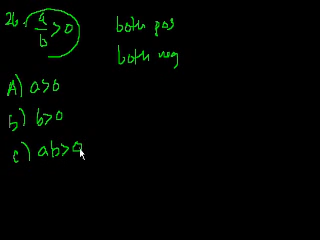 26. a/b > 0
both pos
both neg
A) a>0
b) b>0
c) ab>0